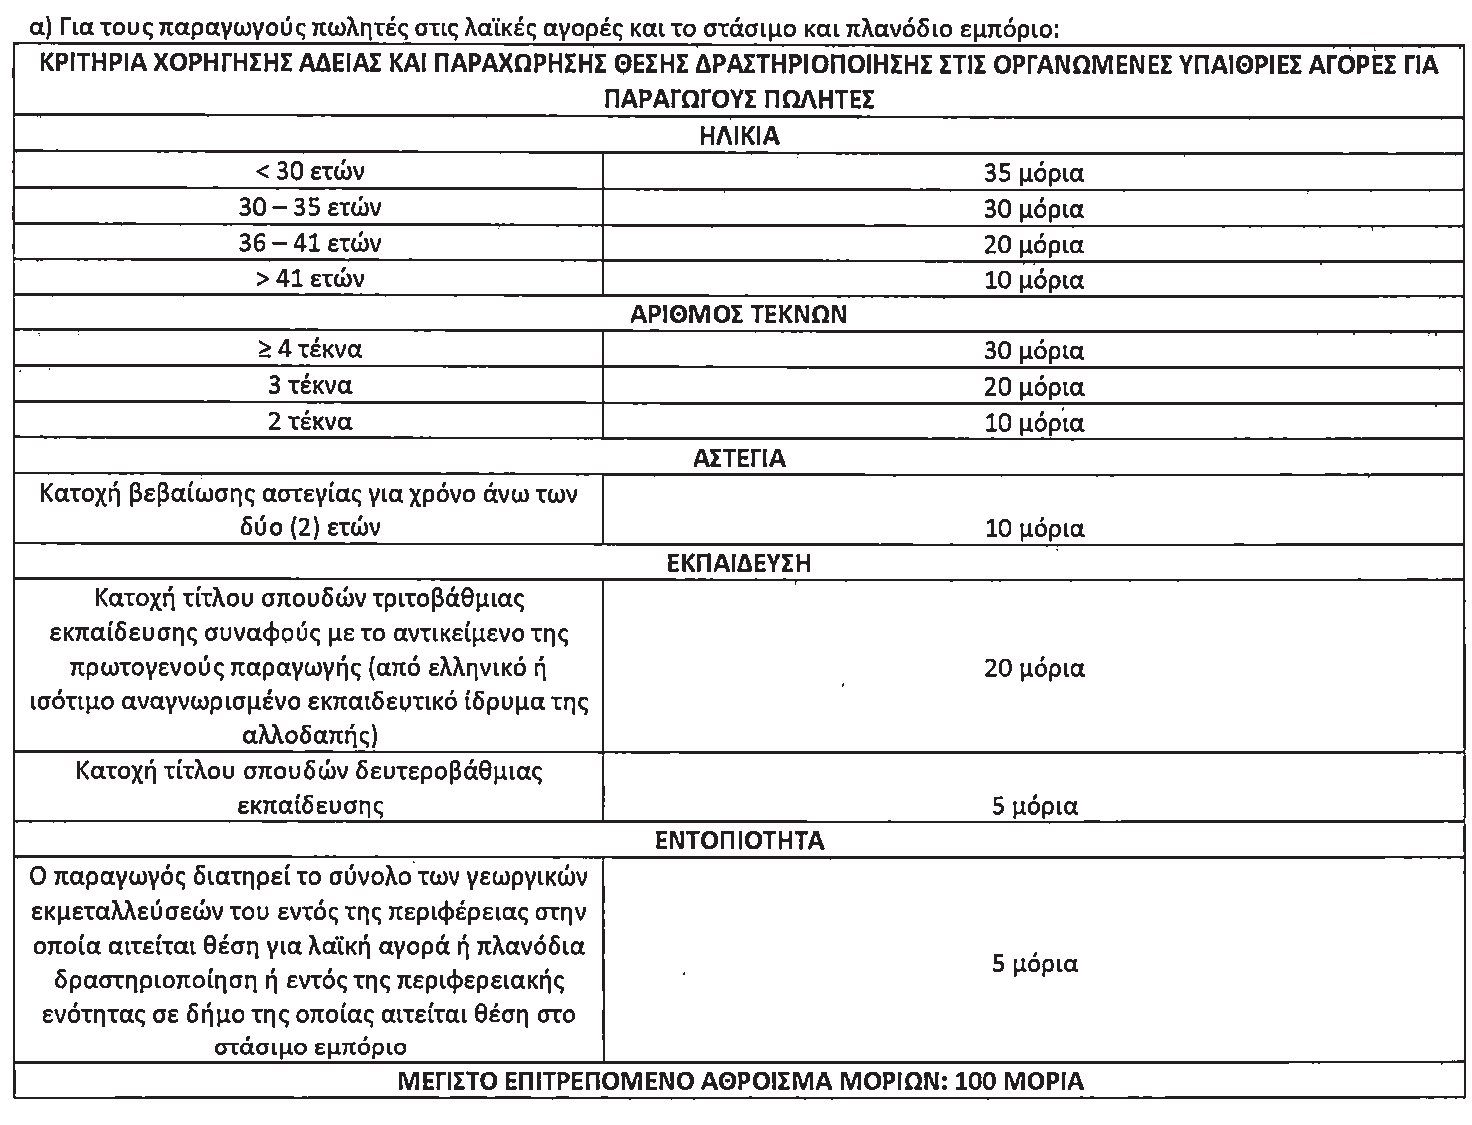 α) Για τους παραγωγούς πωλητές στις λαϊκές αγορές και το στάσιμο και πλανόδιο εμπόριο:
ΚΡΙΤΗΡΙΑ ΧΟΡΗΓΗΣΗΣ ΑΔΕΙΑΣ ΚΑΙ ΠΑΡΑΧΩΡΗΣΗΣ ΘΕΣΗΣ ΔΡΑΣΤΗΡΙΟΠΟΙΗΣΗΣ ΣΤΙΣ ΟΡΓΑΝΩΜΕΝΕΣ ΥΠΑΙΘΡΙΕΣ ΑΓΟΡΕΣ ΓΙΑ
ΠΑΡΑΓΩΓΟΥΣ ΠΩΛΗΤΕΣ
ΗΛΙΚΙΑ
< 30 ετών 35 μόρια
30 – 35 ετών 30 μόρια
36 – 41 ετών 20 μόρια
> 41 ετών 10 μόρια
ΑΡΙΘΜΟΣ ΤΕΚΝΩΝ
≥ 4 τέκνα 30 μόρια
3 τέκνα 20 μόρια
2 τέκνα 10 μόρια
ΑΣΤΕΓΙΑ
Κατοχή βεβαίωσης αστεγίας για χρόνο άνω των
δύο (2) ετών 10 μόρια
ΕΚΠΑΙΔΕΥΣΗ
Κατοχή τίτλου σπουδών τριτοβάθμιας
εκπαίδευσης συναφούς με το αντικείμενο της
πρωτογενούς παραγωγής (από ελληνικό ή 20 μόρια
ισότιμο αναγνωρισμένο εκπαιδευτικό ίδρυμα της
αλλοδαπής)
Κατοχή τίτλου σπουδών δευτεροβάθμιας
εκπαίδευσης 5 μόρια
ΕΝΤΟΠΙΟΤΗΤΑ
Ο παραγωγός διατηρεί το σύνολο των γεωργικών
εκμεταλλεύσεών του εντός της περιφέρειας στην
οποία αιτείται θέση για λαϊκή αγορά ή πλανόδια
δραστηριοποίηση ή εντός της περιφερειακής 5 μόρια
ενότητας σε δήμο της οποίας αιτείται θέση στο
στάσιμο εμπόριο
ΜΕΓΙΣΤΟ ΕΠΙΤΡΕΠΟΜΕΝΟ ΑΘΡΟΙΣΜΑ ΜΟΡΙΩΝ: 100 ΜΟΡΙΑ